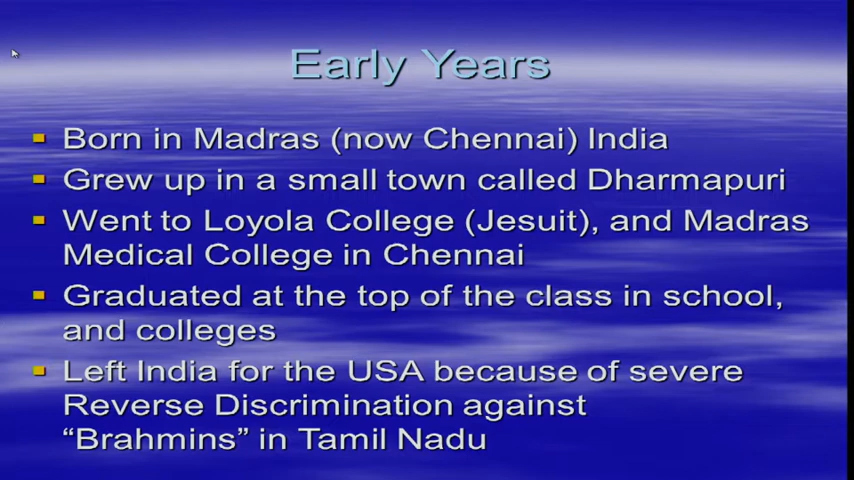 Early Years
Born in Madras (now Chennai) India
Grew up in a small town called Dharmapuri
Went to Loyola College (Jesuit), and Madras
Medical College in Chennai
Graduated at the top of the class in school,
and colleges
Left India for the USA because of severe
Reverse Discrimination against
“Brahmins” in Tamil Nadu